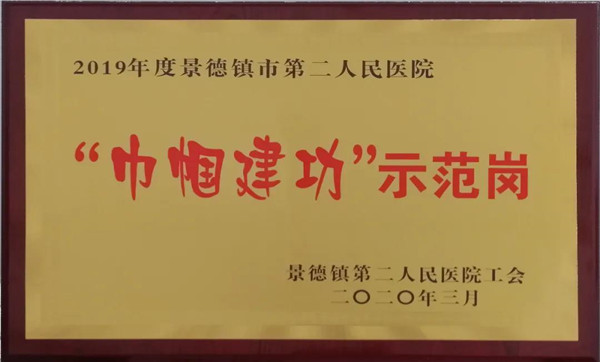 2019年度景德镇市第二人民医院
“巾帼建功”示范岗
景德镇第二人民医院工会
二〇二〇年三月